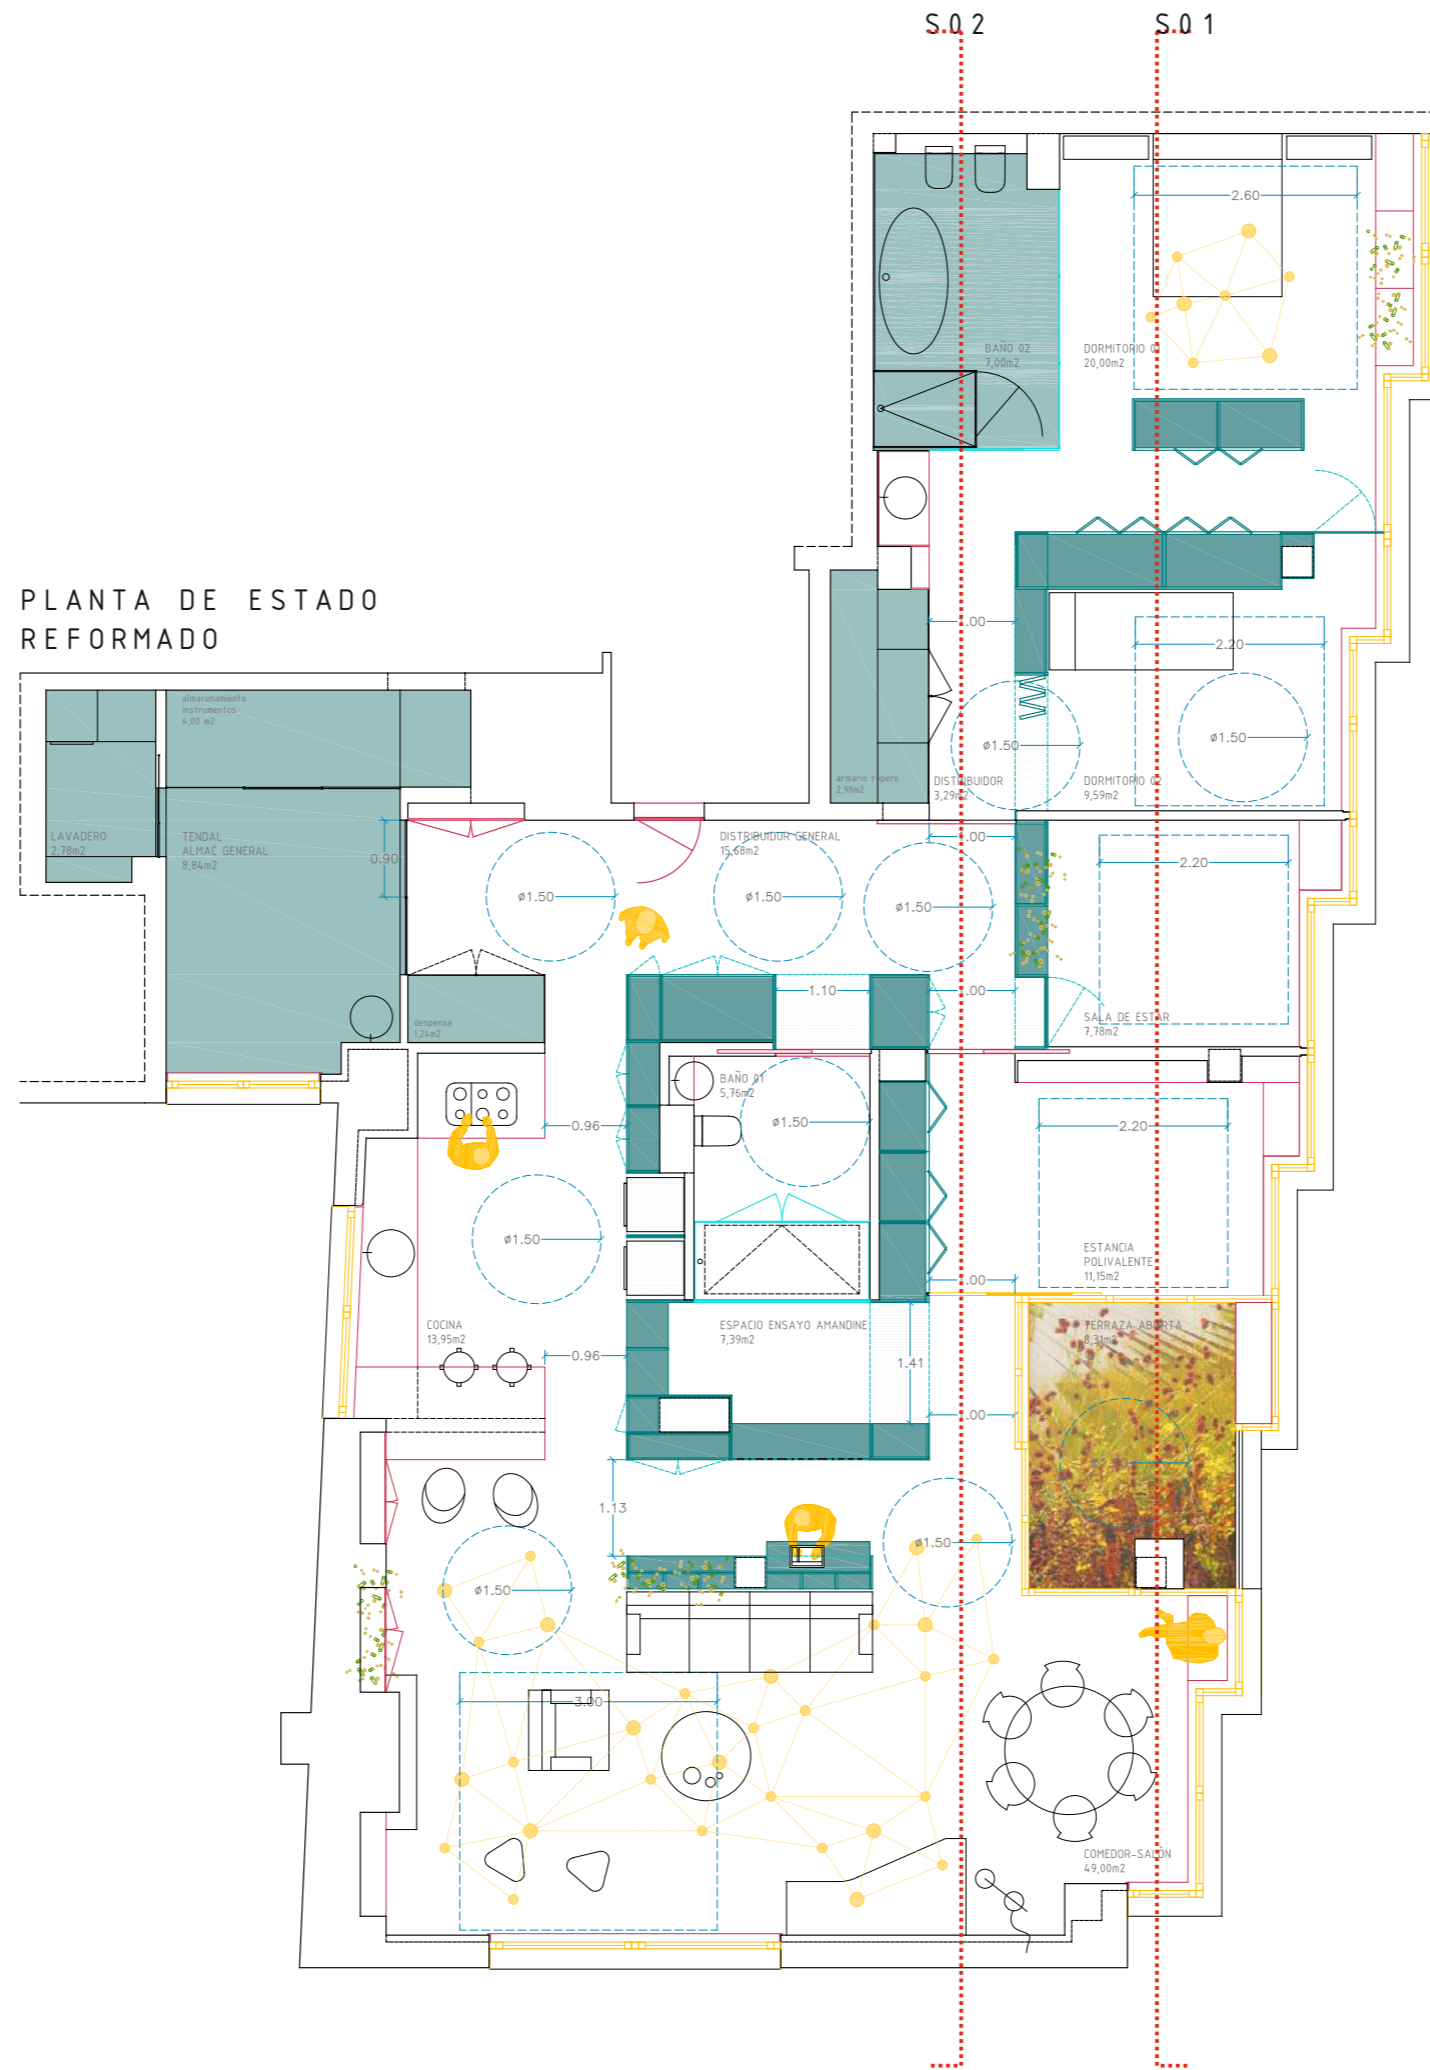 S.02
S.01
2.60
BAÑO 02
7,00m2
DORMITORIO 01
20,00m2
PLANTA DE ESTADO
REFORMADO
1.00
2.20
almacenamiento
instrumentos
4,00 m2
ø1.50
ø1.50
armario ropero
2,98m2
DISTRIBUIDOR
3,29m2
DORMITORIO 02
9,59m2
LAVADERO
2,78m2
TENDAL
ALMAC GENERAL
8,84m2
0.90
DISTRIBUIDOR GENERAL
15,68m2
1.00
2.20
ø1.50
ø1.50
ø1.50
1.10
1.00
despensa
1,24m2
SALA DE ESTAR
7,78m2
BAÑO 01
5,76m2
0.96
ø1.50
2.20
ø1.50
ESTANCIA
POLIVALENTE
11,15m2
1.00
COCINA
13,95m2
ESPACIO ENSAYO AMANDINE
7,39m2
TERRAZA ABIERTA
8,31m2
0.96
1.41
1.00
1.13
ø1.50
ø1.50
3.00
COMEDOR-SALÓN
49,00m2